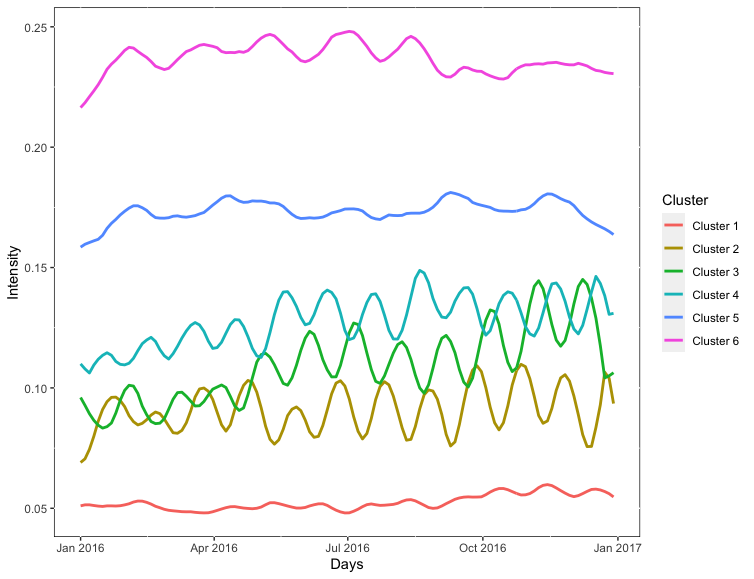 0.25
0.20
0.15
0.10
0.05
Intensity
Jan 2016
Apr 2016
Jul 2016
Oct 2016
Jan 2017
Days
Cluster
Cluster 1
Cluster 2
Cluster 3
Cluster 4
Cluster 5
Cluster 6